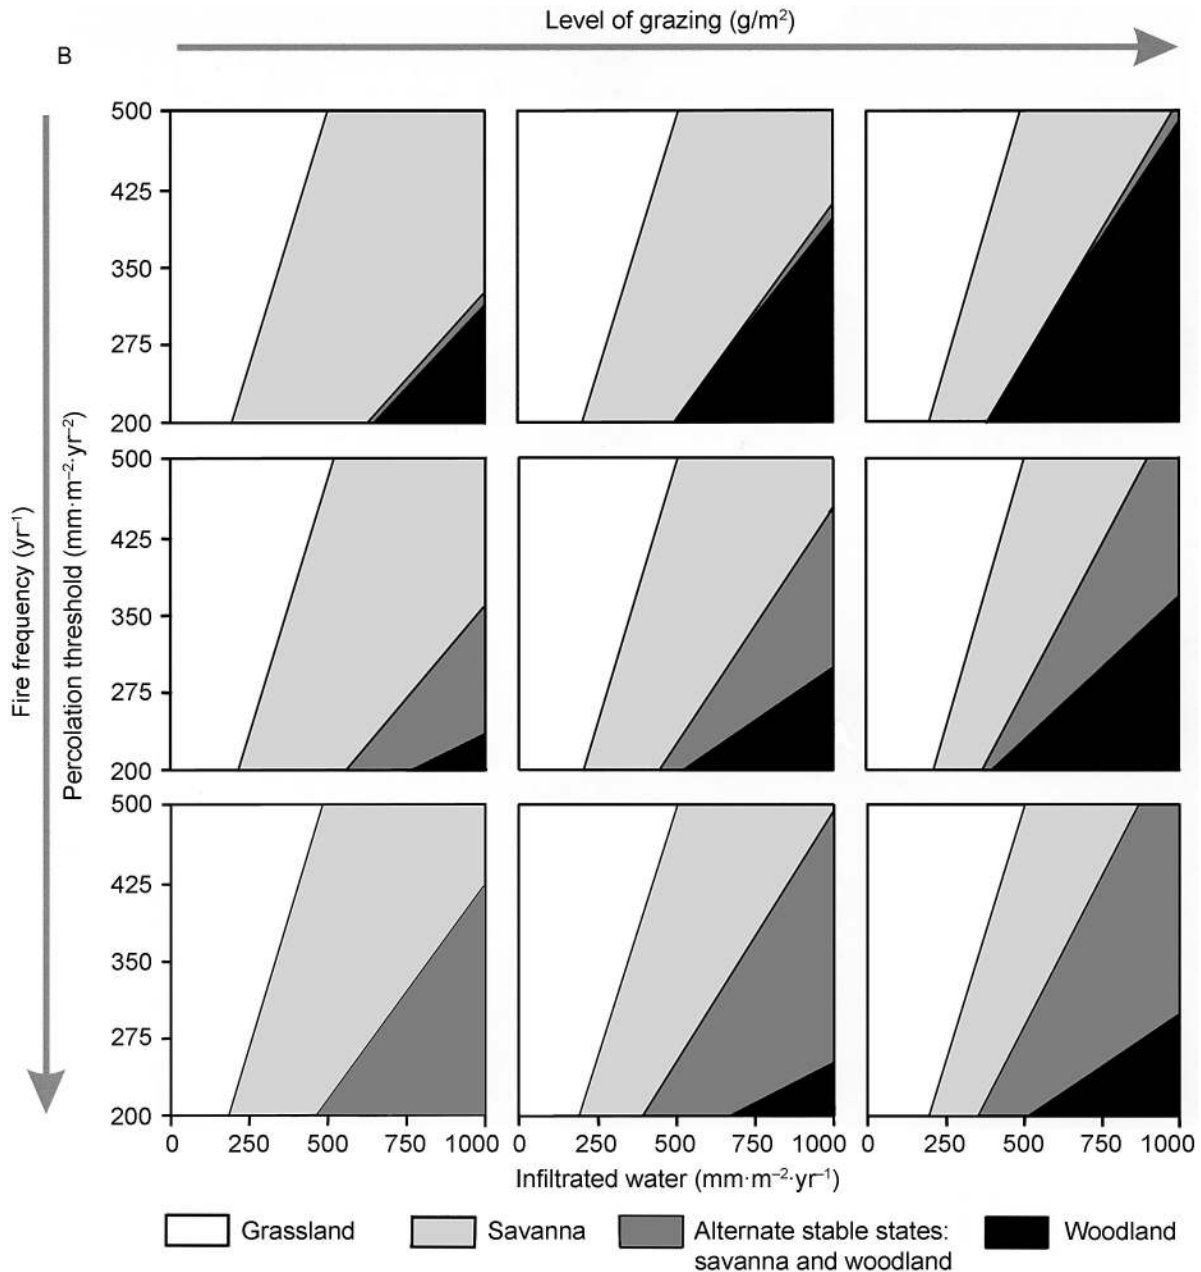 Level of grazing (g/m²)
B
Fire frequency (yr⁻¹)
Percolation threshold (mm·m⁻²·yr⁻²)
500
425
350
275
200
500
425
350
275
200
500
425
350
275
200
0 250 500 750 1000 0 250 500 750 1000 0 250 500 750 1000
Infiltrated water (mm·m⁻²·yr⁻¹)
Grassland
Savanna
Alternate stable states:
savanna and woodland
Woodland